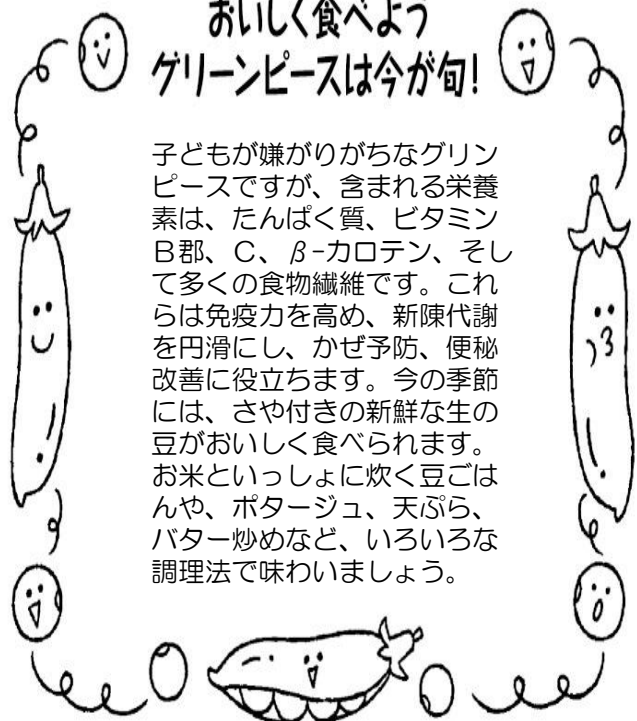 おいしく食べよう
グリーンピースは今が旬!
子どもが嫌がりがちなグリン
ピースですが、含まれる栄養
素は、たんぱく質、ビタミン
B郡、C、β-カロテン、そし
て多くの食物繊維です。これ
らは免疫力を高め、新陳代謝
を円滑にし、かぜ予防、便秘
改善に役立ちます。今の季節
には、さや付きの新鮮な生の
豆がおいしく食べられます。
お米といっしょに炊く豆ごは
んや、ポタージュ、天ぷら、
バター炒めなど、いろいろな
調理法で味わいましょう。